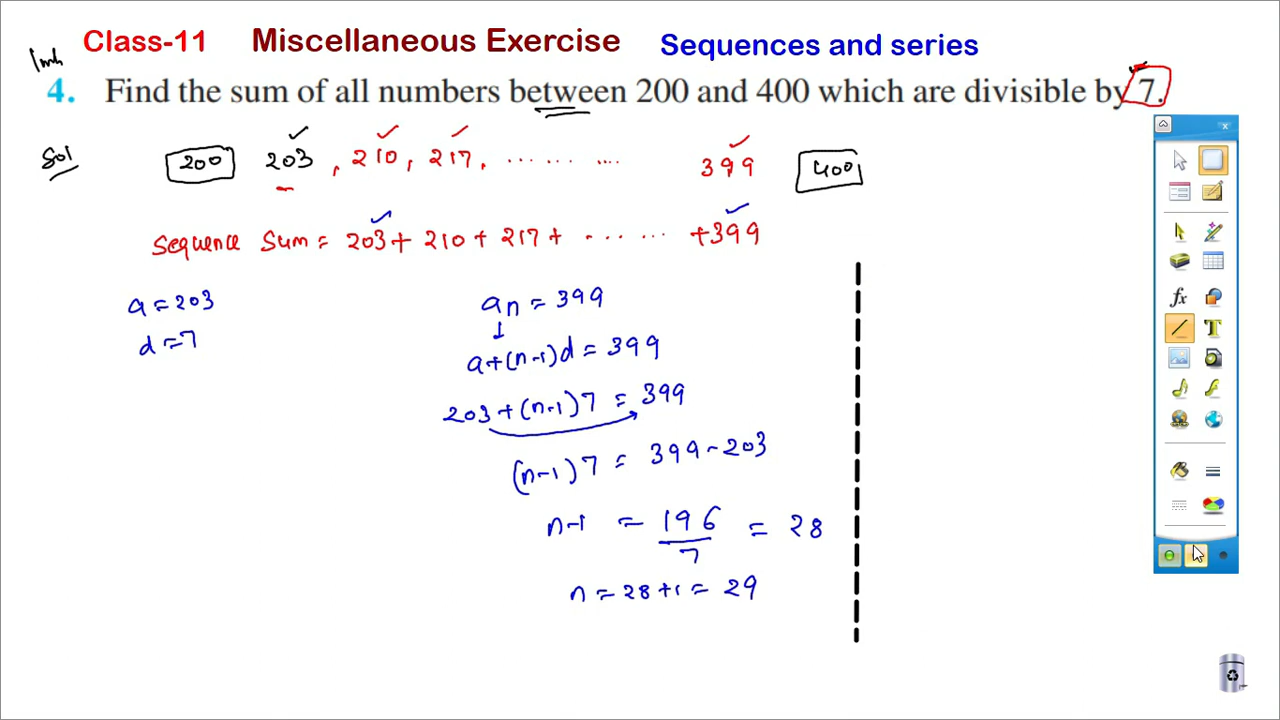 Class-11 Miscellaneous Exercise Sequences and series
4. Find the sum of all numbers between 200 and 400 which are divisible by 7.
Sol 200 203, 210, 217, ... ... ... 399 400
Sequence Sum = 203 + 210 + 217 + ... ... +399
a = 203
d = 7
an = 399
a+(n-1)d = 399
203+(n-1)7 = 399
(n-1)7 = 399-203
n-1 = 196/7 = 28
n = 28+1 = 29
fx
T